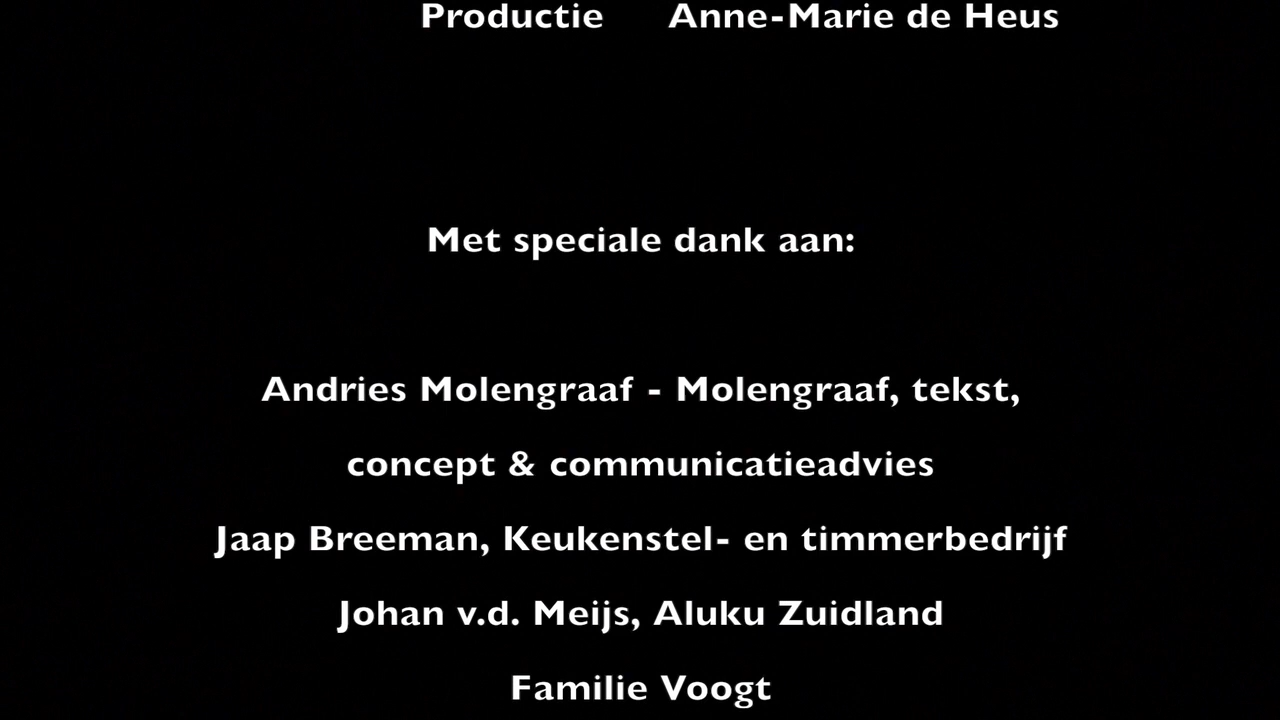 Productie Anne-Marie de Heus
Met speciale dank aan:
Andries Molengraaf - Molengraaf, tekst,
concept & communicatieadvies
Jaap Breeman, Keukenstel- en timmerbedrijf
Johan v.d. Meijs, Aluku Zuidland
Familie Voogt